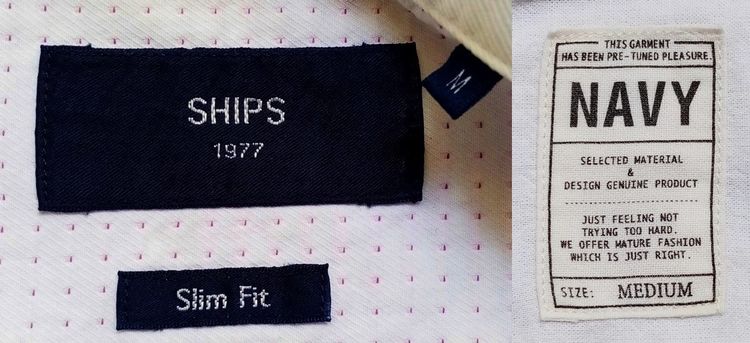 SHIPS
1977
M
Slim Fit
THIS GARMENT
HAS BEEN PRE-TUNED PLEASURE.
NAVY
SELECTED MATERIAL
&
DESIGN GENUINE PRODUCT
JUST FEELING NOT
TRYING TOO HARD.
WE OFFER MATURE FASHION
WHICH IS JUST RIGHT.
SIZE: MEDIUM